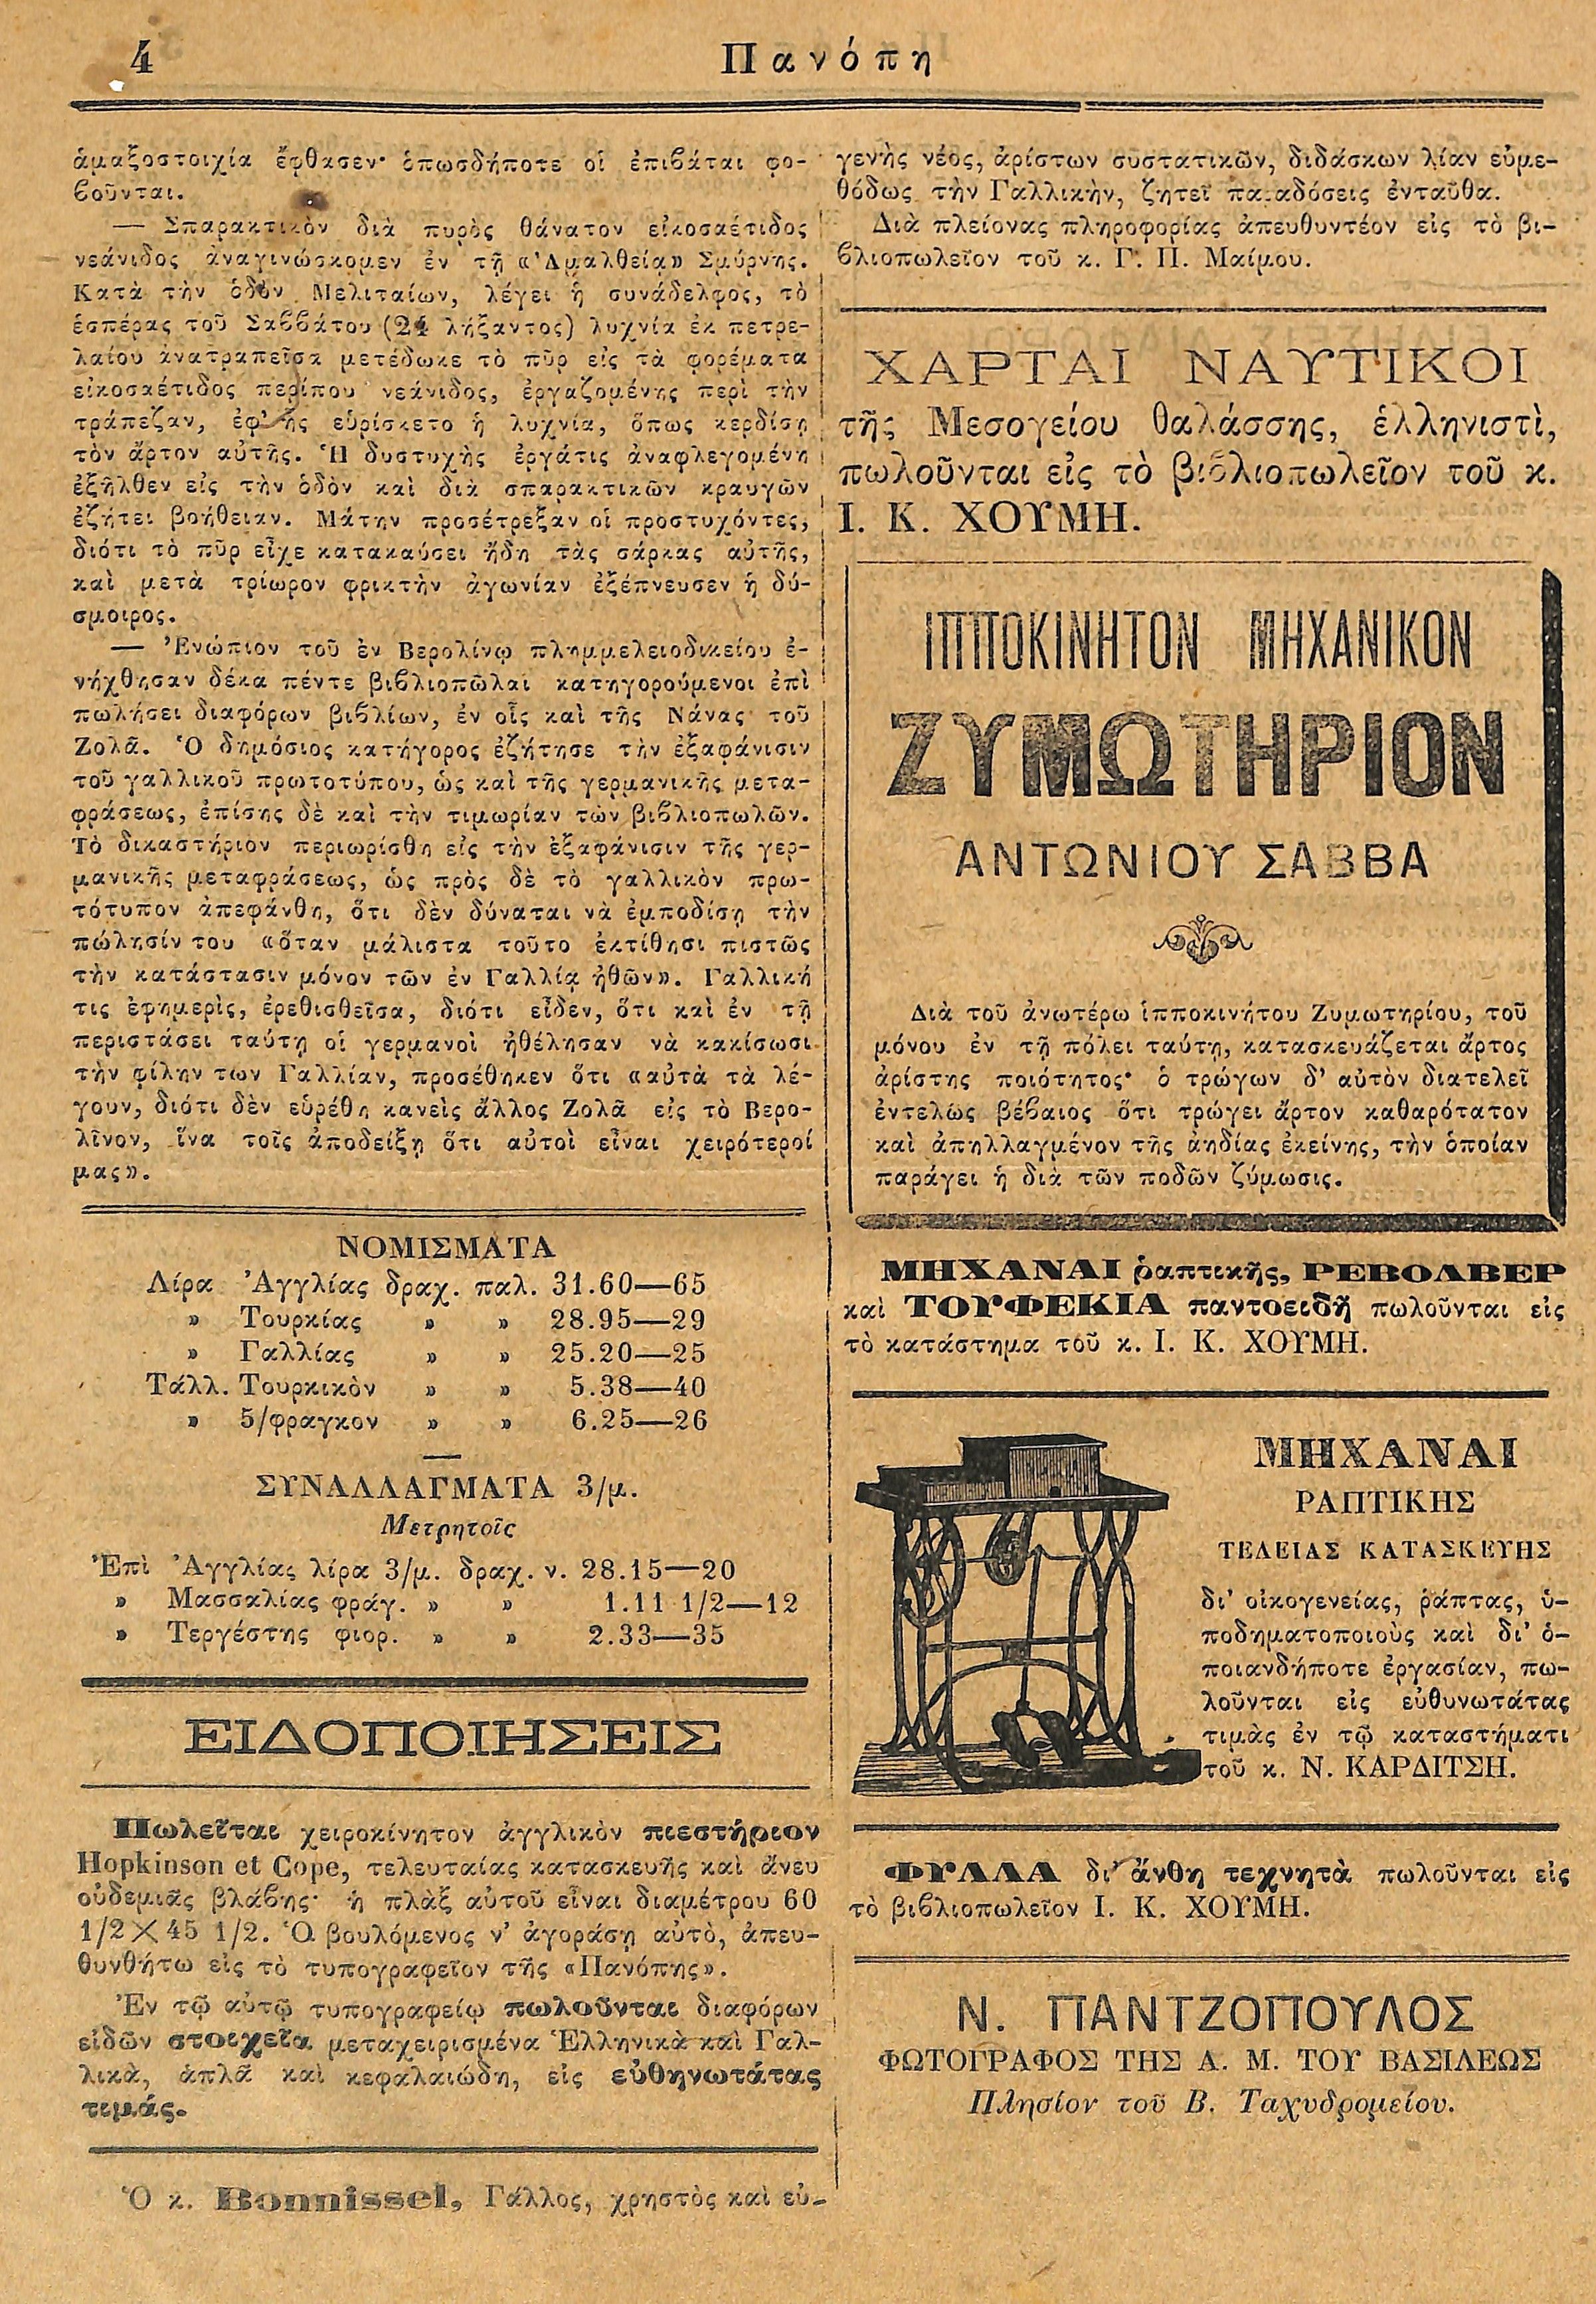 4
Πανόπη
ἁμαξοστοιχία ἔφθασεν· ὁπωσδήποτε οἱ ἐπιβάται φο-
βοῦνται.
— Σπαρακτικὸν διὰ πυρὸς θάνατον εἰκοσαέτιδος
νεάνιδος ἀναγινώσκομεν ἐν τῇ «Ἀμαλθείᾳ» Σμύρνης.
Κατὰ τὴν ὁδὸν Μελιταίων, λέγει ἡ συνάδελφος, τὸ
ἑσπέρας τοῦ Σαββάτου (24 λήξαντος) λυχνία ἐκ πετρε-
λαίου ἀνατραπεῖσα μετέδωκε τὸ πῦρ εἰς τὰ φορέματα
εἰκοσαέτιδος περίπου νεάνιδος, ἐργαζομένης περὶ τὴν
τράπεζαν, ἐφ' ἧς εὑρίσκετο ἡ λυχνία, ὅπως κερδίσῃ
τὸν ἄρτον αὐτῆς. Ἡ δυστυχὴς ἐργάτις ἀναφλεγομένη
ἐξῆλθεν εἰς τὴν ὁδὸν καὶ διὰ σπαρακτικῶν κραυγῶν
ἐζήτει βοήθειαν. Μάτην προσέτρεξαν οἱ προστυχόντες,
διότι τὸ πῦρ εἶχε κατακαύσει ἤδη τὰς σάρκας αὐτῆς,
καὶ μετὰ τρίωρον φρικτὴν ἀγωνίαν ἐξέπνευσεν ἡ δύ-
σμοιρος.
— Ἐνώπιον τοῦ ἐν Βερολίνῳ πλημμελειοδικείου ἐ-
νήχθησαν δέκα πέντε βιβλιοπῶλαι κατηγορούμενοι ἐπὶ
πωλήσει διαφόρων βιβλίων, ἐν οἷς καὶ τῆς Νάνας τοῦ
Ζολᾶ. Ὁ δημόσιος κατήγορος ἐζήτησε τὴν ἐξαφάνισιν
τοῦ γαλλικοῦ πρωτοτύπου, ὡς καὶ τῆς γερμανικῆς μετα-
φράσεως, ἐπίσης δὲ καὶ τὴν τιμωρίαν τῶν βιβλιοπωλῶν.
Τὸ δικαστήριον περιωρίσθη εἰς τὴν ἐξαφάνισιν τῆς γερ-
μανικῆς μεταφράσεως, ὡς πρὸς δὲ τὸ γαλλικὸν πρω-
τότυπον ἀπεφάνθη, ὅτι δὲν δύναται νὰ ἐμποδίσῃ τὴν
πώλησίν του «ὅταν μάλιστα τοῦτο ἐκτίθησι πιστῶς
τὴν κατάστασιν μόνον τῶν ἐν Γαλλίᾳ ἠθῶν». Γαλλική
τις ἐφημερὶς, ἐρεθισθεῖσα, διότι εἶδεν, ὅτι καὶ ἐν τῇ
περιστάσει ταύτῃ οἱ γερμανοὶ ἠθέλησαν νὰ κακίσωσι
τὴν φίλην των Γαλλίαν, προσέθηκεν ὅτι «αὐτὰ τὰ λέ-
γουν, διότι δὲν εὑρέθη κανεὶς ἄλλος Ζολᾶ εἰς τὸ Βερο-
λῖνον, ἵνα τοῖς ἀποδείξῃ ὅτι αὐτοὶ εἶναι χειρότεροί
μας».
ΝΟΜΙΣΜΑΤΑ
Λίρα Ἀγγλίας δραχ. παλ. 31.60—65
» Τουρκίας » » 28.95—29
» Γαλλίας » » 25.20—25
Τάλλ. Τουρκικὸν » » 5.38—40
» 5/φραγκον » » 6.25—26
ΣΥΝΑΛΛΑΓΜΑΤΑ 3/μ.
Μετρητοῖς
Ἐπὶ Ἀγγλίας λίρα 3/μ. δραχ. ν. 28.15—20
» Μασσαλίας φράγ. » » 1.11 1/2—12
» Τεργέστης φιορ. » » 2.33—35
ΕΙΔΟΠΟΙΗΣΕΙΣ
Πωλεῖται χειροκίνητον ἀγγλικὸν πιεστήριον
Hopkinson et Cope, τελευταίας κατασκευῆς καὶ ἄνευ
οὐδεμιᾶς βλάβης· ἡ πλὰξ αὐτοῦ εἶναι διαμέτρου 60
1/2 × 45 1/2. Ὁ βουλόμενος ν' ἀγοράσῃ αὐτὸ, ἀπευ-
θυνθήτω εἰς τὸ τυπογραφεῖον τῆς «Πανόπης».
Ἐν τῷ αὐτῷ τυπογραφείῳ πωλοῦνται διαφόρων
εἰδῶν στοιχεῖα μεταχειρισμένα Ἑλληνικὰ καὶ Γαλ-
λικὰ, ἁπλᾶ καὶ κεφαλαιώδη, εἰς εὐθηνωτάτας
τιμάς.
Ὁ κ. Bonnissel, Γάλλος, χρηστὸς καὶ εὐ-
γενὴς νέος, ἀρίστων συστατικῶν, διδάσκων λίαν εὐμε-
θόδως τὴν Γαλλικὴν, ζητεῖ παραδόσεις ἐνταῦθα.
Διὰ πλείονας πληροφορίας ἀπευθυντέον εἰς τὸ βι-
βλιοπωλεῖον τοῦ κ. Γ. Π. Μαίμου.
ΧΑΡΤΑΙ ΝΑΥΤΙΚΟΙ
τῆς Μεσογείου θαλάσσης, ἑλληνιστὶ,
πωλοῦνται εἰς τὸ βιβλιοπωλεῖον τοῦ κ.
Ι. Κ. ΧΟΥΜΗ.
ΙΠΠΟΚΙΝΗΤΟΝ ΜΗΧΑΝΙΚΟΝ
ΖΥΜΩΤΗΡΙΟΝ
ΑΝΤΩΝΙΟΥ ΣΑΒΒΑ
Διὰ τοῦ ἀνωτέρω ἱπποκινήτου Ζυμωτηρίου, τοῦ
μόνου ἐν τῇ πόλει ταύτῃ, κατασκευάζεται ἄρτος
ἀρίστης ποιότητος· ὁ τρώγων δ' αὐτὸν διατελεῖ
ἐντελῶς βέβαιος ὅτι τρώγει ἄρτον καθαρότατον
καὶ ἀπηλλαγμένον τῆς ἀηδίας ἐκείνης, τὴν ὁποίαν
παράγει ἡ διὰ τῶν ποδῶν ζύμωσις.
ΜΗΧΑΝΑΙ ῥαπτικῆς, ΡΕΒΟΛΒΕΡ
καὶ ΤΟΥΦΕΚΙΑ παντοειδῆ πωλοῦνται εἰς
τὸ κατάστημα τοῦ κ. Ι. Κ. ΧΟΥΜΗ.
ΜΗΧΑΝΑΙ
ΡΑΠΤΙΚΗΣ
ΤΕΛΕΙΑΣ ΚΑΤΑΣΚΕΥΗΣ
δι' οἰκογενείας, ῥάπτας, ὑ-
ποδηματοποιοὺς καὶ δι' ὁ-
ποιανδήποτε ἐργασίαν, πω-
λοῦνται εἰς εὐθυνωτάτας
τιμὰς ἐν τῷ καταστήματι
τοῦ κ. Ν. ΚΑΡΔΙΤΣΗ.
ΦΥΛΛΑ δι' ἄνθη τεχνητὰ πωλοῦνται εἰς
τὸ βιβλιοπωλεῖον Ι. Κ. ΧΟΥΜΗ.
Ν. ΠΑΝΤΖΟΠΟΥΛΟΣ
ΦΩΤΟΓΡΑΦΟΣ ΤΗΣ Α. Μ. ΤΟΥ ΒΑΣΙΛΕΩΣ
Πλησίον τοῦ Β. Ταχυδρομείου.